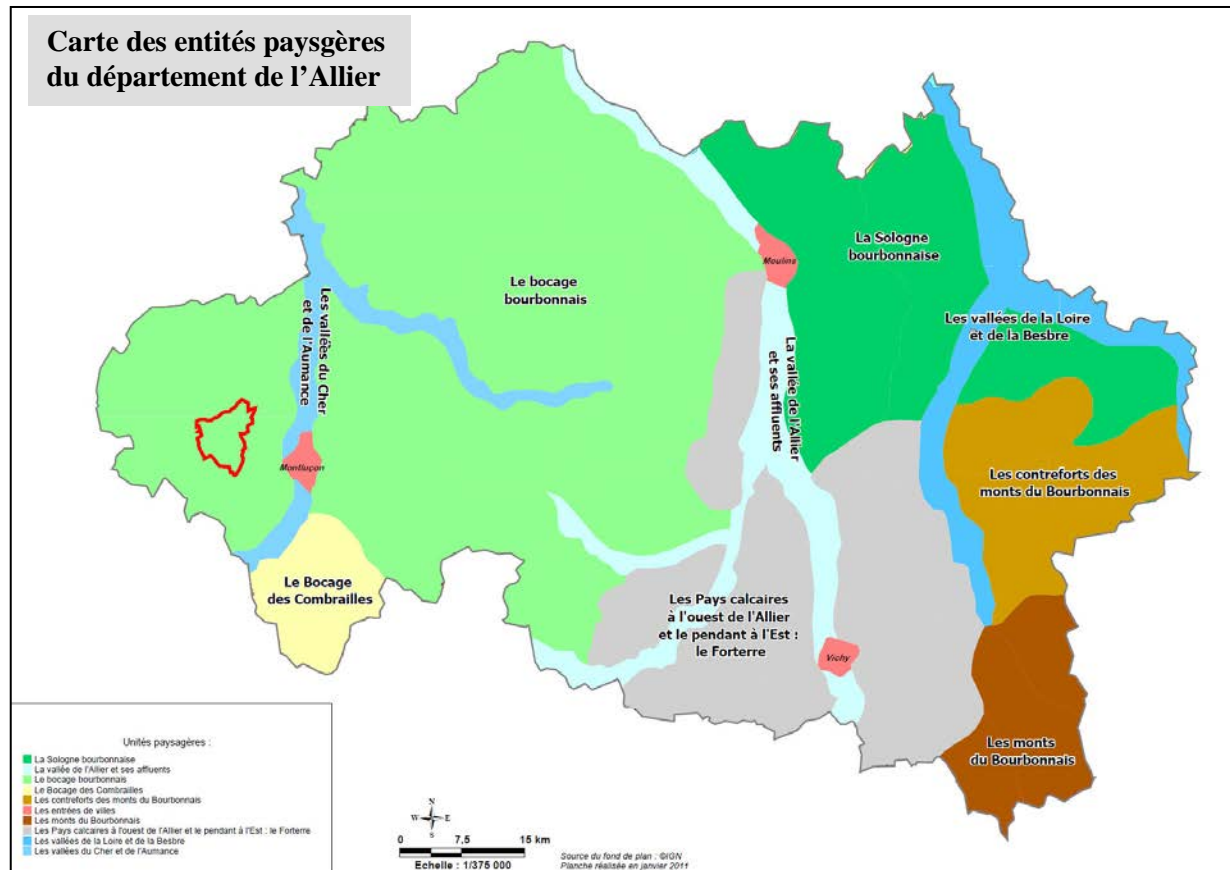 Carte des entités paysgères
du département de l'Allier
La Sologne
bourbonnaise
Moulins
Le bocage
bourbonnais
Les vallées du Cher
et de l'Aumance
La vallée de l'Allier
et ses affluents
Les vallées de la Loire
et de la Besbre
Montluçon
Les contreforts des
monts du Bourbonnais
Le Bocage
des Combrailles
Les Pays calcaires
à l'ouest de l'Allier
et le pendant à l'Est :
le Forterre
Vichy
Les monts
du Bourbonnais
Unités paysagères :
La Sologne bourbonnaise
La vallée de l'Allier et ses affluents
Le bocage bourbonnais
Le Bocage des Combrailles
Les contreforts des monts du Bourbonnais
Les entrées de villes
Les monts du Bourbonnais
Les Pays calcaires à l'ouest de l'Allier et le pendant à l'Est : le Forterre
Les vallées de la Loire et de la Besbre
Les vallées du Cher et de l'Aumance
N
W E
S
0 7,5 15 km
Echelle : 1/375 000
Source du fond de plan : ©IGN
Planche réalisée en janvier 2011